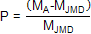 P = (M_A-M_JMD)
M_JMD